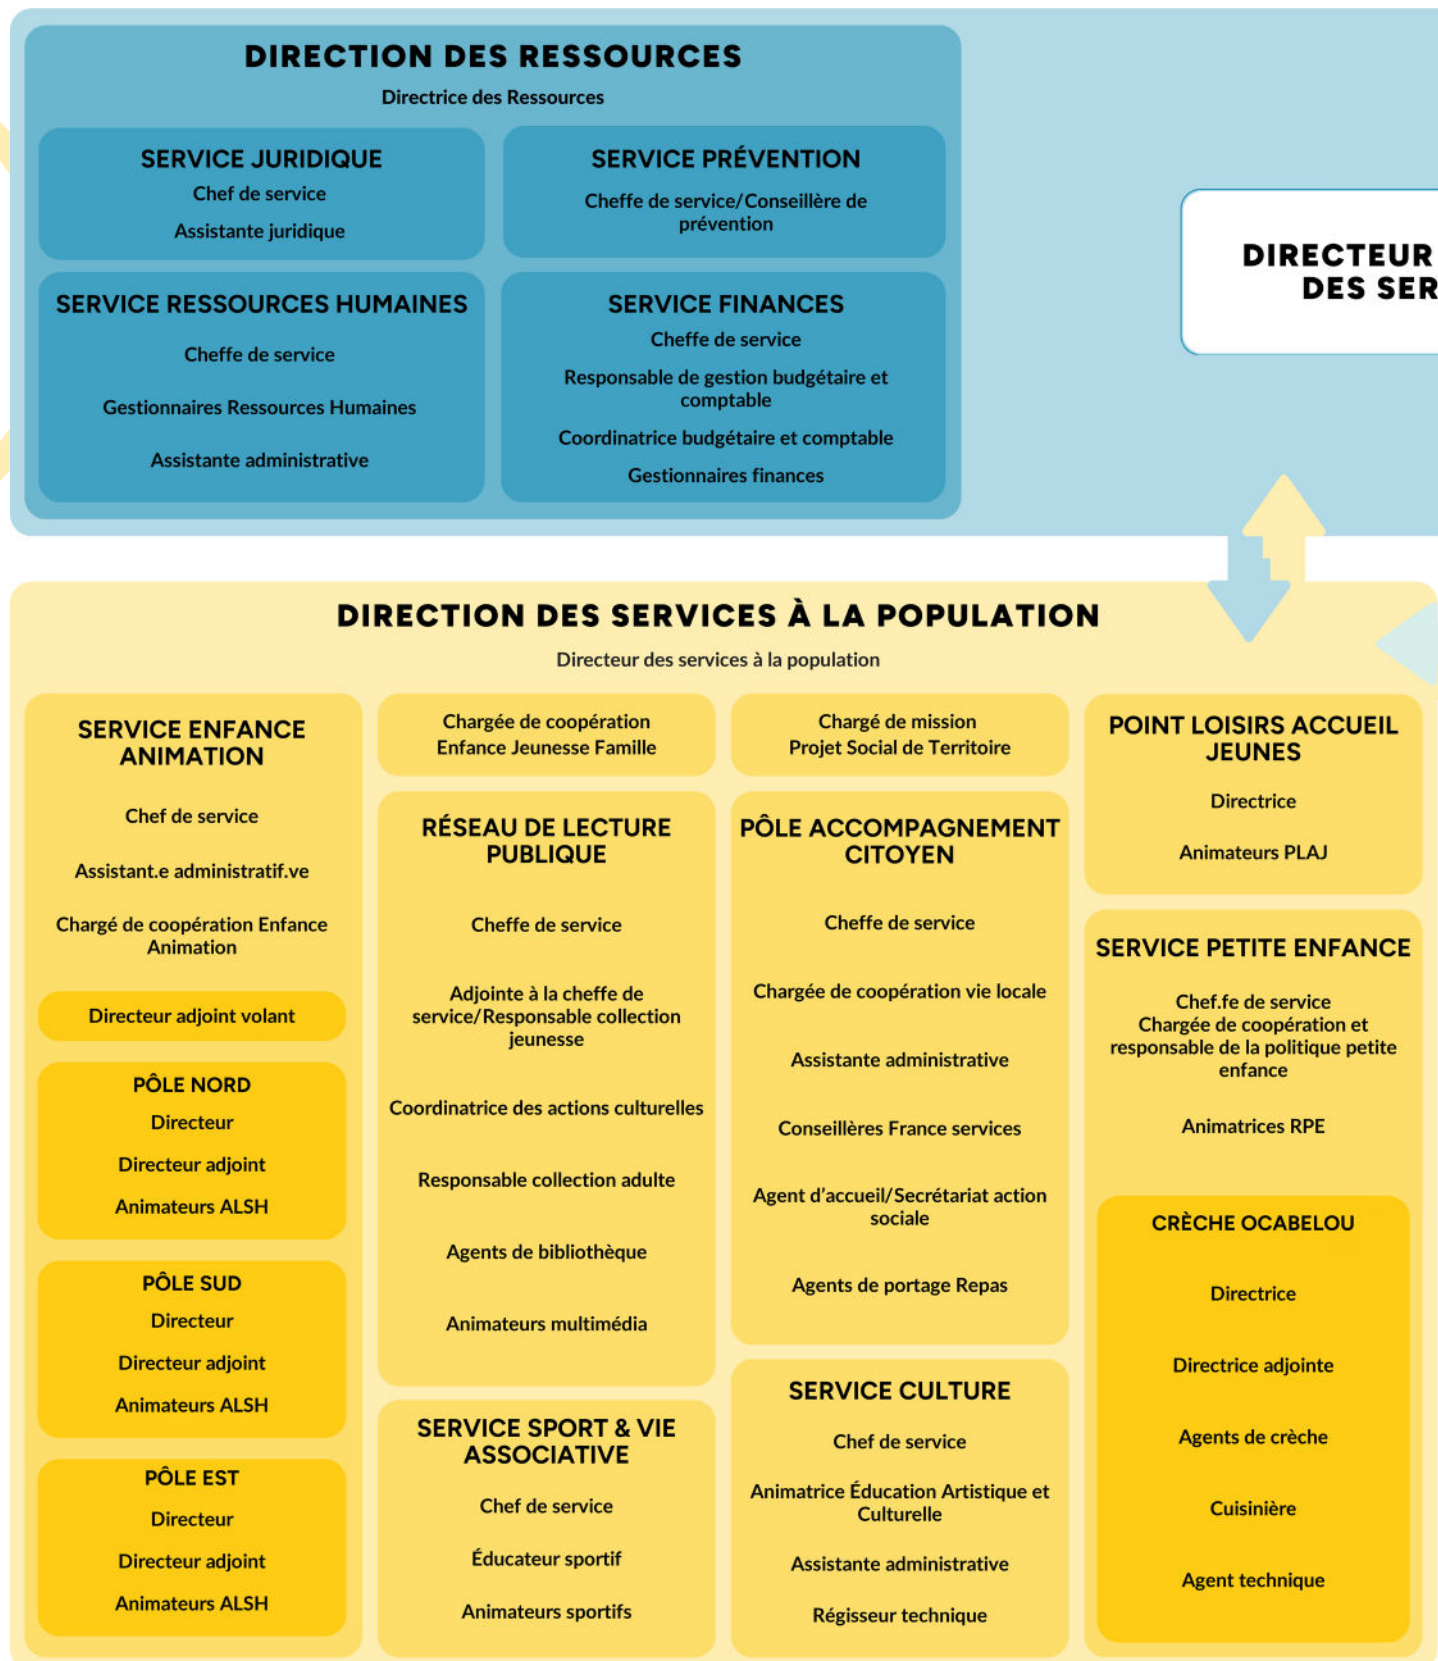 DIRECTION DES RESSOURCES
Directrice des Ressources
SERVICE JURIDIQUE
Chef de service
Assistante juridique
SERVICE PRÉVENTION
Cheffe de service/Conseillère de
prévention
SERVICE RESSOURCES HUMAINES
Cheffe de service
Gestionnaires Ressources Humaines
Assistante administrative
SERVICE FINANCES
Cheffe de service
Responsable de gestion budgétaire et
comptable
Coordinatrice budgétaire et comptable
Gestionnaires finances
DIRECTEUR
DES SER
DIRECTION DES SERVICES À LA POPULATION
Directeur des services à la population
SERVICE ENFANCE
ANIMATION
Chef de service
Assistant.e administratif.ve
Chargé de coopération Enfance
Animation
Directeur adjoint volant
PÔLE NORD
Directeur
Directeur adjoint
Animateurs ALSH
PÔLE SUD
Directeur
Directeur adjoint
Animateurs ALSH
PÔLE EST
Directeur
Directeur adjoint
Animateurs ALSH
Chargée de coopération
Enfance Jeunesse Famille
RÉSEAU DE LECTURE
PUBLIQUE
Cheffe de service
Adjointe à la cheffe de
service/Responsable collection
jeunesse
Coordinatrice des actions culturelles
Responsable collection adulte
Agents de bibliothèque
Animateurs multimédia
SERVICE SPORT & VIE
ASSOCIATIVE
Chef de service
Éducateur sportif
Animateurs sportifs
Chargé de mission
Projet Social de Territoire
PÔLE ACCOMPAGNEMENT
CITOYEN
Cheffe de service
Chargée de coopération vie locale
Assistante administrative
Conseillères France services
Agent d'accueil/Secrétariat action
sociale
Agents de portage Repas
SERVICE CULTURE
Chef de service
Animatrice Éducation Artistique et
Culturelle
Assistante administrative
Régisseur technique
POINT LOISIRS ACCUEIL
JEUNES
Directrice
Animateurs PLAJ
SERVICE PETITE ENFANCE
Chef.fe de service
Chargée de coopération et
responsable de la politique petite
enfance
Animatrices RPE
CRÈCHE OCABELOU
Directrice
Directrice adjointe
Agents de crèche
Cuisinière
Agent technique